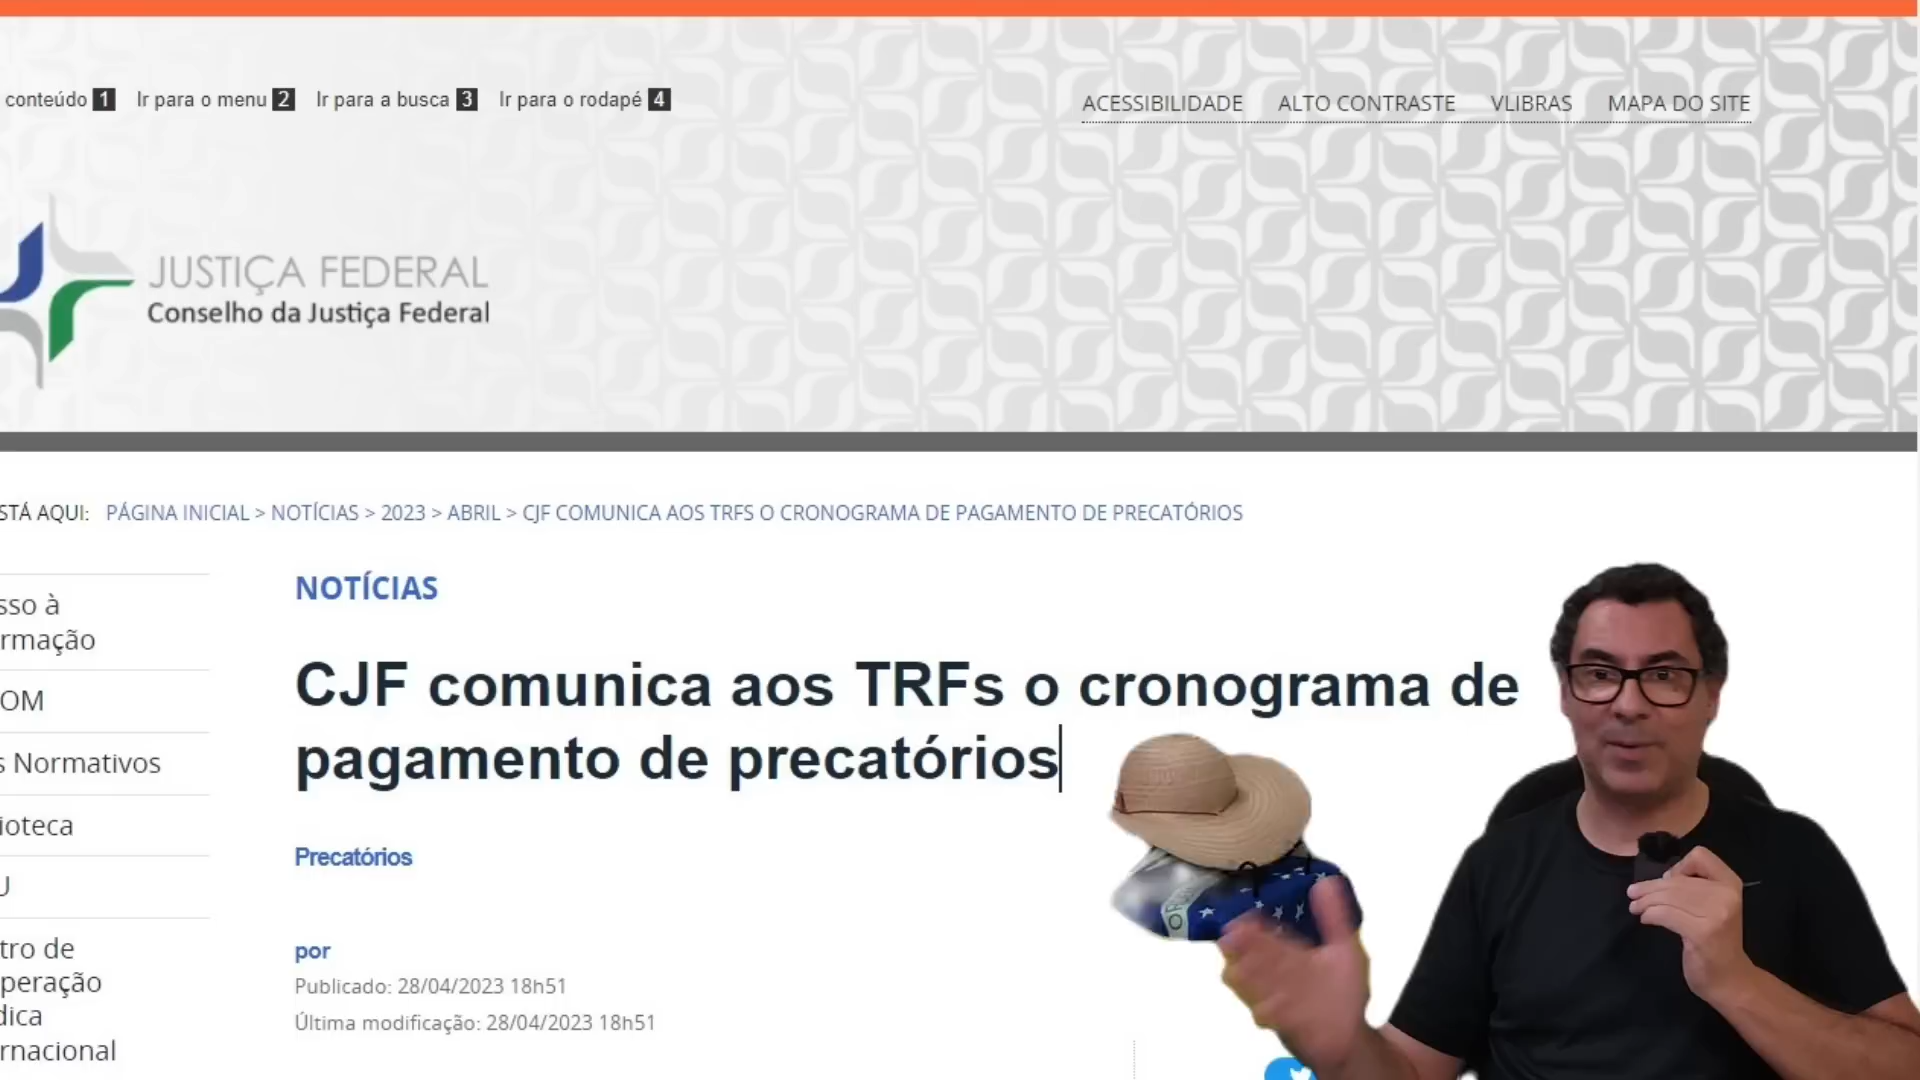 conteúdo 1 Ir para o menu 2 Ir para a busca 3 Ir para o rodapé 4
ACESSIBILIDADE ALTO CONTRASTE VLIBRAS MAPA DO SITE
JUSTIÇA FEDERAL
Conselho da Justiça Federal
STÁ AQUI: PÁGINA INICIAL > NOTÍCIAS > 2023 > ABRIL > CJF COMUNICA AOS TRFS O CRONOGRAMA DE PAGAMENTO DE PRECATÓRIOS
sso à
rmação
OM
s Normativos
ioteca
U
tro de
peração
dica
rnacional
NOTÍCIAS
CJF comunica aos TRFs o cronograma de
pagamento de precatórios
Precatórios
por
Publicado: 28/04/2023 18h51
Última modificação: 28/04/2023 18h51